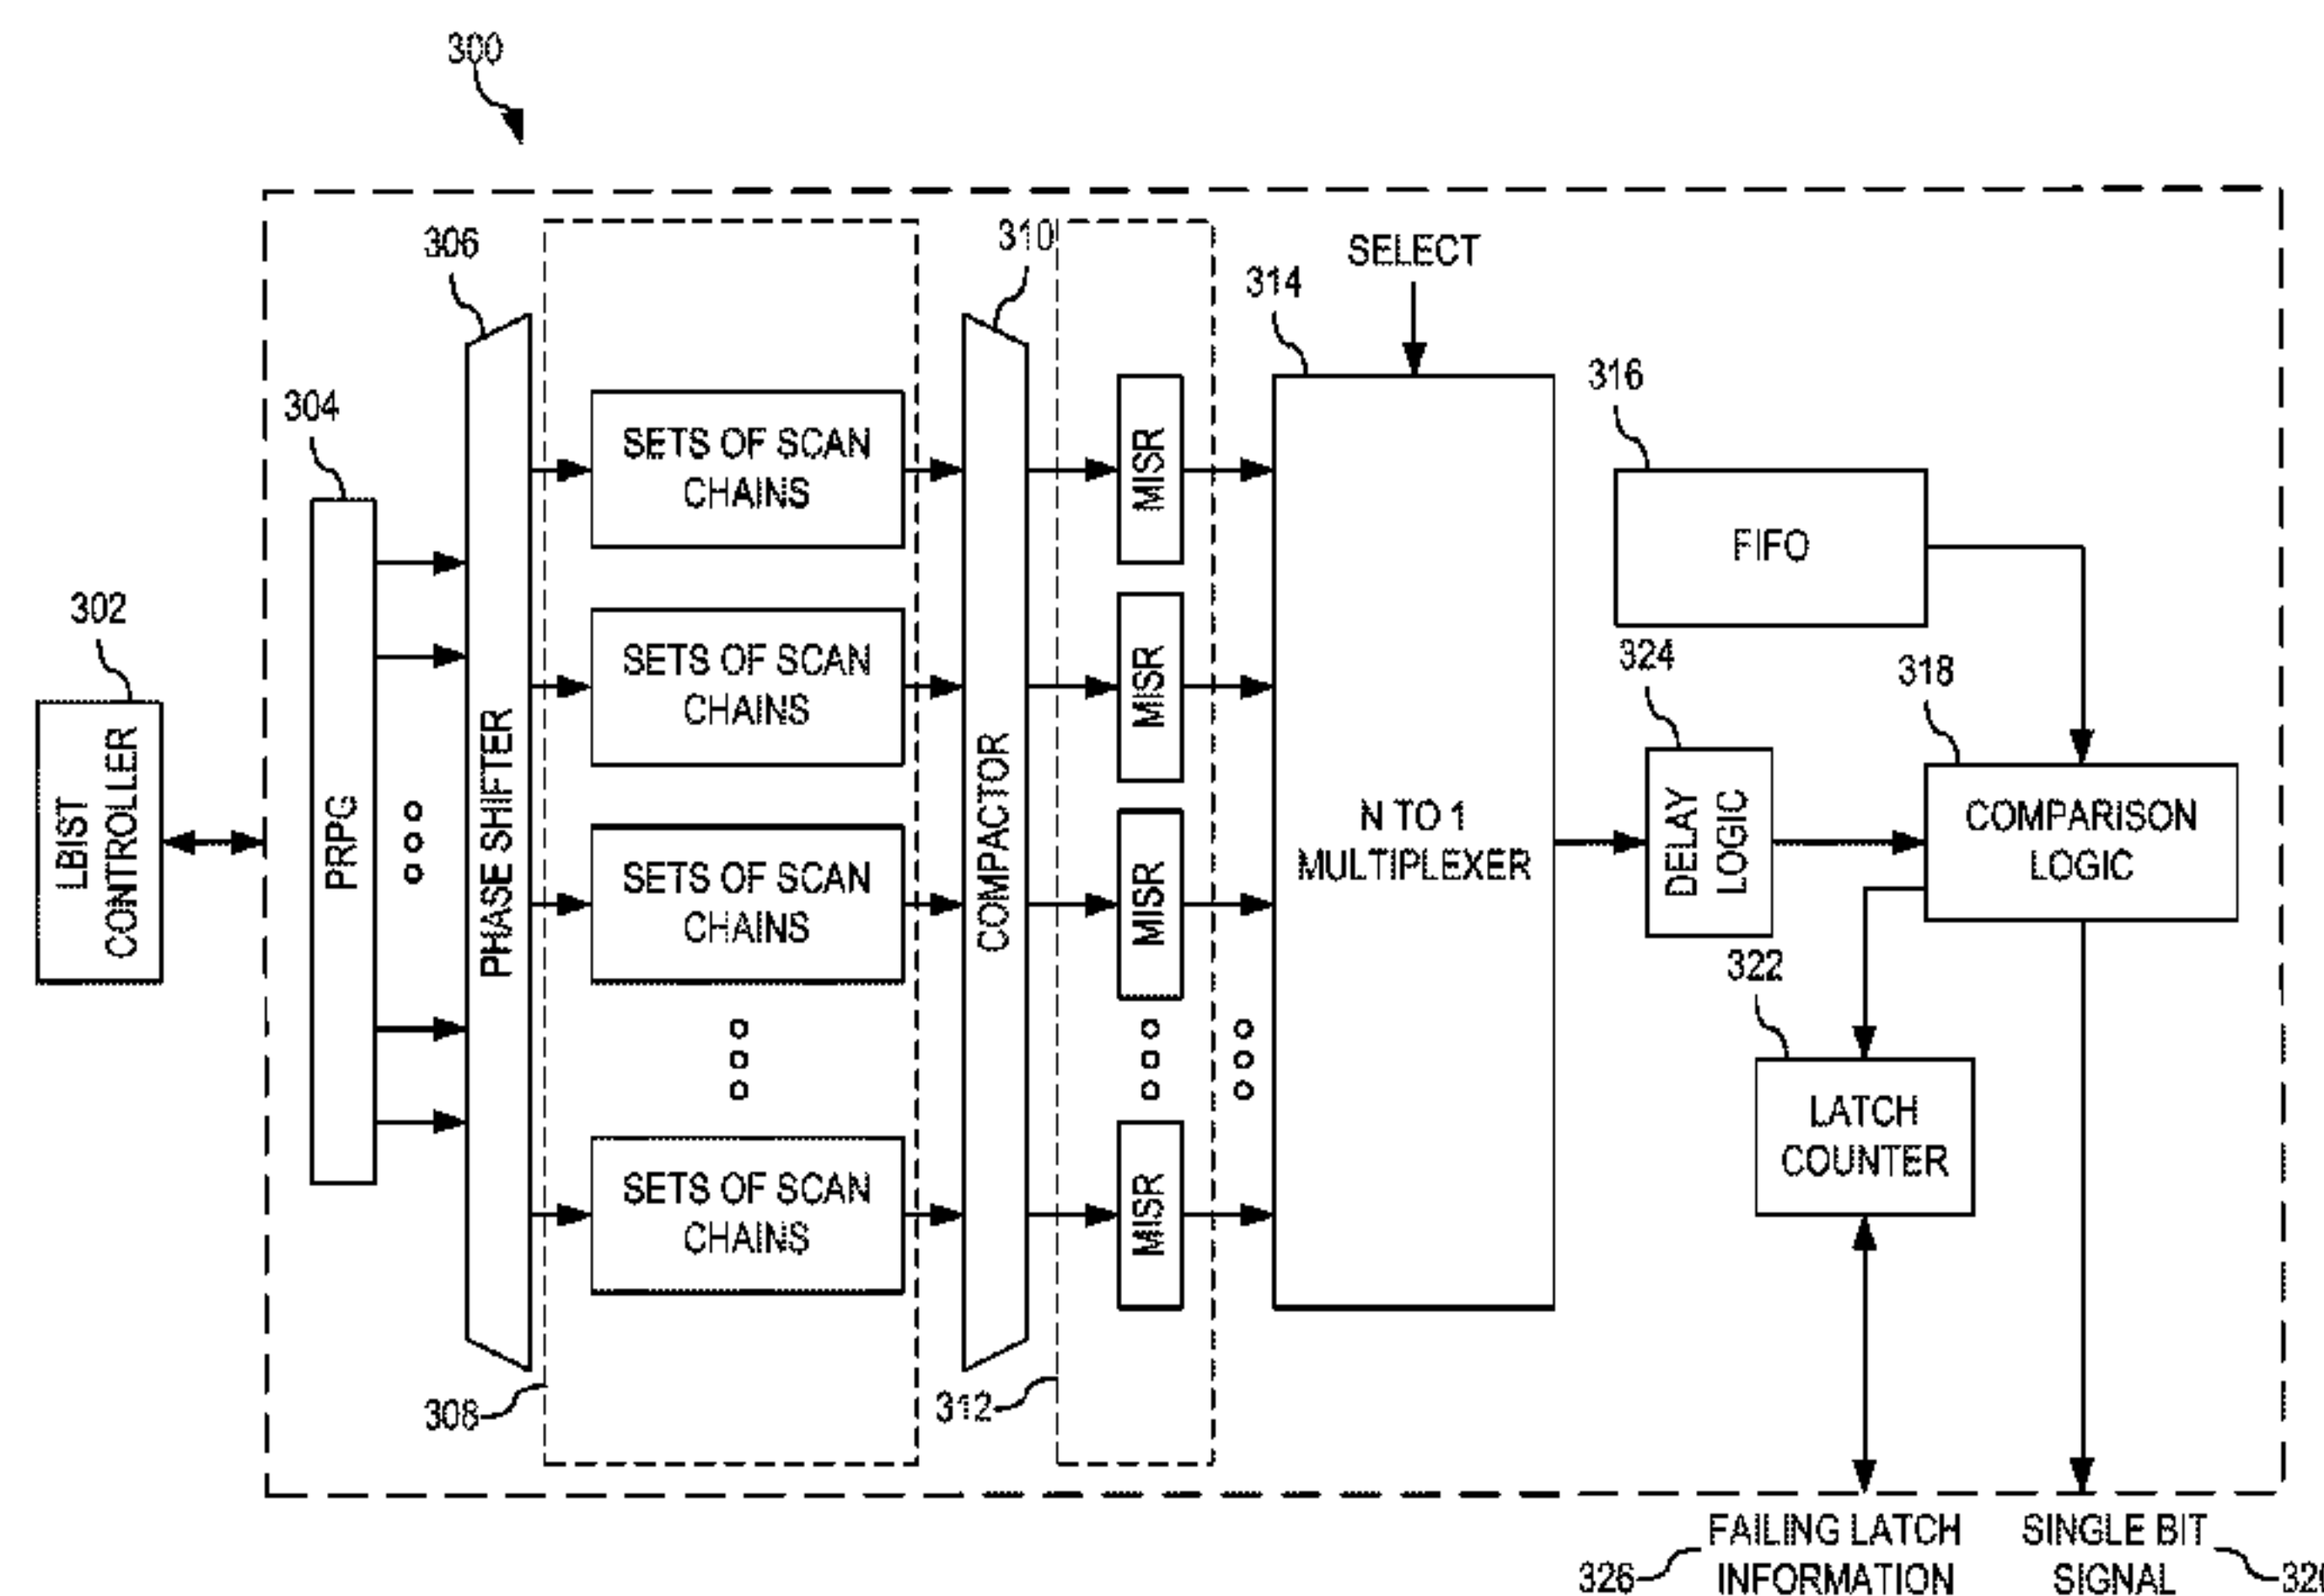 300
306
310
SELECT
314
304
316
SETS OF SCAN
CHAINS
MISR
FIFO
302
324
318
SETS OF SCAN
CHAINS
MISR
LBIST
CONTROLLER
PRPG
PHASE SHIFTER
COMPACTOR
N TO 1
MULTIPLEXER
DELAY
LOGIC
COMPARISON
LOGIC
SETS OF SCAN
CHAINS
MISR
322
LATCH
COUNTER
SETS OF SCAN
CHAINS
MISR
308
312
FAILING LATCH
INFORMATION
326
SINGLE BIT
SIGNAL